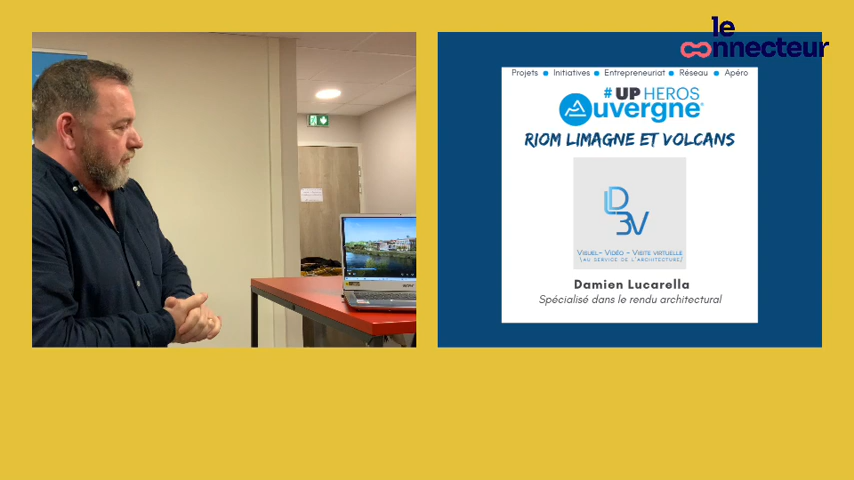 le
connecteur
Projets • Initiatives • Entrepreneuriat • Réseau • Apéro
# UP HEROS
Auvergne
RIOM LIMAGNE ET VOLCANS
LD3V
VISUEL - VIDÉO - VISITE VIRTUELLE
(AU SERVICE DE L'ARCHITECTURE)
Damien Lucarella
Spécialisé dans le rendu architectural